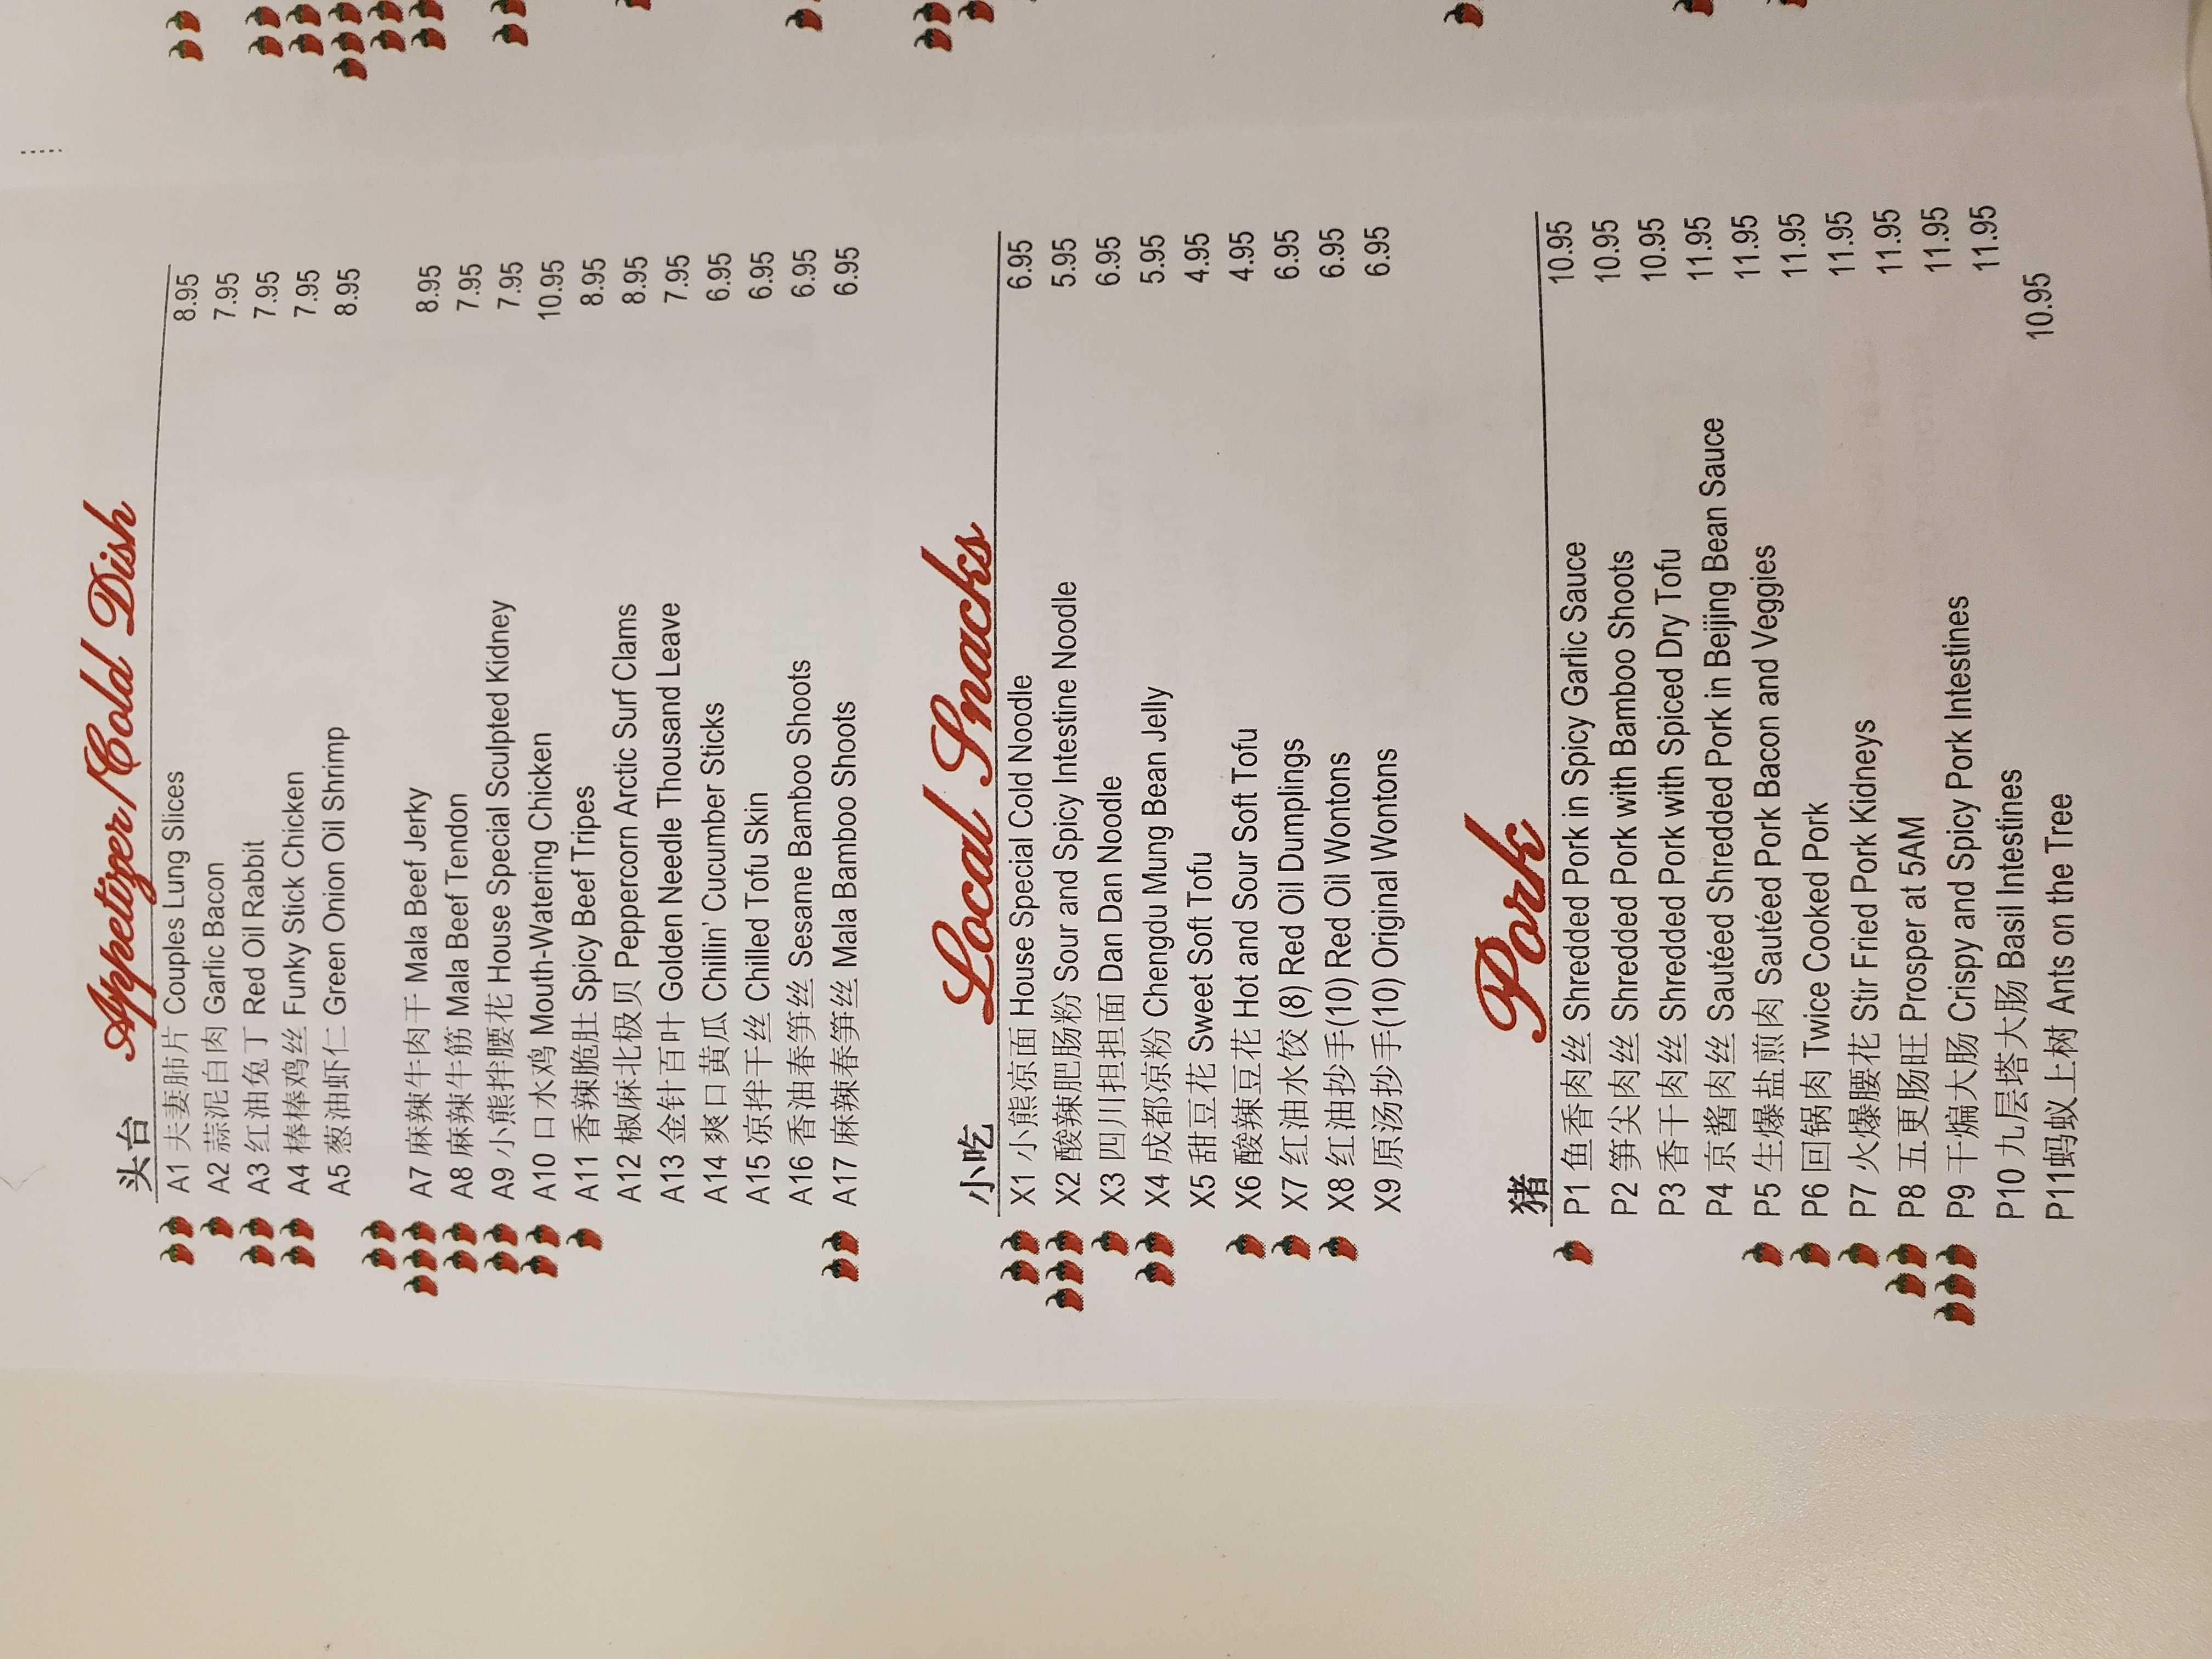 头台 Appetizer/Cold Dish
A1 夫妻肺片 Couples Lung Slices 8.95
A2 蒜泥白肉 Garlic Bacon 7.95
A3 红油兔丁 Red Oil Rabbit 7.95
A4 棒棒鸡丝 Funky Stick Chicken 7.95
A5 葱油虾仁 Green Onion Oil Shrimp 8.95
A7 麻辣牛肉干 Mala Beef Jerky 8.95
A8 麻辣牛筋 Mala Beef Tendon 7.95
A9 小熊拌腰花 House Special Sculpted Kidney 7.95
A10 口水鸡 Mouth-Watering Chicken 10.95
A11 香辣脆肚 Spicy Beef Tripes 8.95
A12 椒麻北极贝 Peppercorn Arctic Surf Clams 8.95
A13 金针百叶 Golden Needle Thousand Leave 7.95
A14 爽口黄瓜 Chillin' Cucumber Sticks 6.95
A15 凉拌干丝 Chilled Tofu Skin 6.95
A16 香油春笋丝 Sesame Bamboo Shoots 6.95
A17 麻辣春笋丝 Mala Bamboo Shoots 6.95
小吃 Local Snacks
X1 小熊凉面 House Special Cold Noodle 6.95
X2 酸辣肥肠粉 Sour and Spicy Intestine Noodle 5.95
X3 四川担担面 Dan Dan Noodle 6.95
X4 成都凉粉 Chengdu Mung Bean Jelly 5.95
X5 甜豆花 Sweet Soft Tofu 4.95
X6 酸辣豆花 Hot and Sour Soft Tofu 4.95
X7 红油水饺 (8) Red Oil Dumplings 6.95
X8 红油抄手(10) Red Oil Wontons 6.95
X9 原汤抄手(10) Original Wontons 6.95
猪 Pork
P1 鱼香肉丝 Shredded Pork in Spicy Garlic Sauce 10.95
P2 笋尖肉丝 Shredded Pork with Bamboo Shoots 10.95
P3 香干肉丝 Shredded Pork with Spiced Dry Tofu 10.95
P4 京酱肉丝 Sautéed Shredded Pork in Beijing Bean Sauce 11.95
P5 生爆盐煎肉 Sautéed Pork Bacon and Veggies 11.95
P6 回锅肉 Twice Cooked Pork 11.95
P7 火爆腰花 Stir Fried Pork Kidneys 11.95
P8 五更肠旺 Prosper at 5AM 11.95
P9 干煸大肠 Crispy and Spicy Pork Intestines 11.95
P10 九层塔大肠 Basil Intestines 11.95
P11蚂蚁上树 Ants on the Tree 10.95